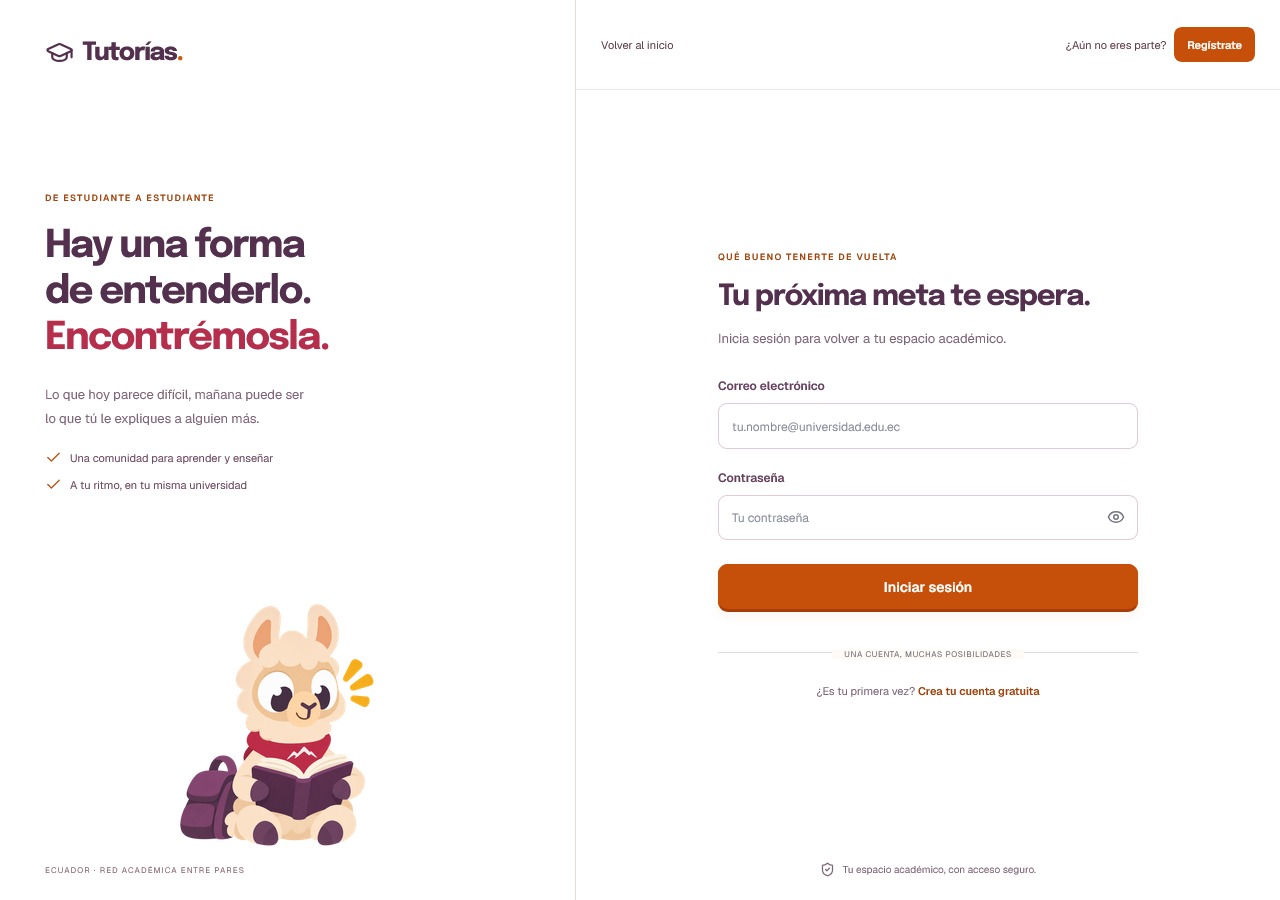 Tutorías.
DE ESTUDIANTE A ESTUDIANTE
Hay una forma
de entenderlo.
Encontrémosla.
Lo que hoy parece difícil, mañana puede ser
lo que tú le expliques a alguien más.
Una comunidad para aprender y enseñar
A tu ritmo, en tu misma universidad
ECUADOR · RED ACADÉMICA ENTRE PARES
Volver al inicio
¿Aún no eres parte? Regístrate
QUÉ BUENO TENERTE DE VUELTA
Tu próxima meta te espera.
Inicia sesión para volver a tu espacio académico.
Correo electrónico
tu.nombre@universidad.edu.ec
Contraseña
Tu contraseña
Iniciar sesión
UNA CUENTA, MUCHAS POSIBILIDADES
¿Es tu primera vez? Crea tu cuenta gratuita
Tu espacio académico, con acceso seguro.